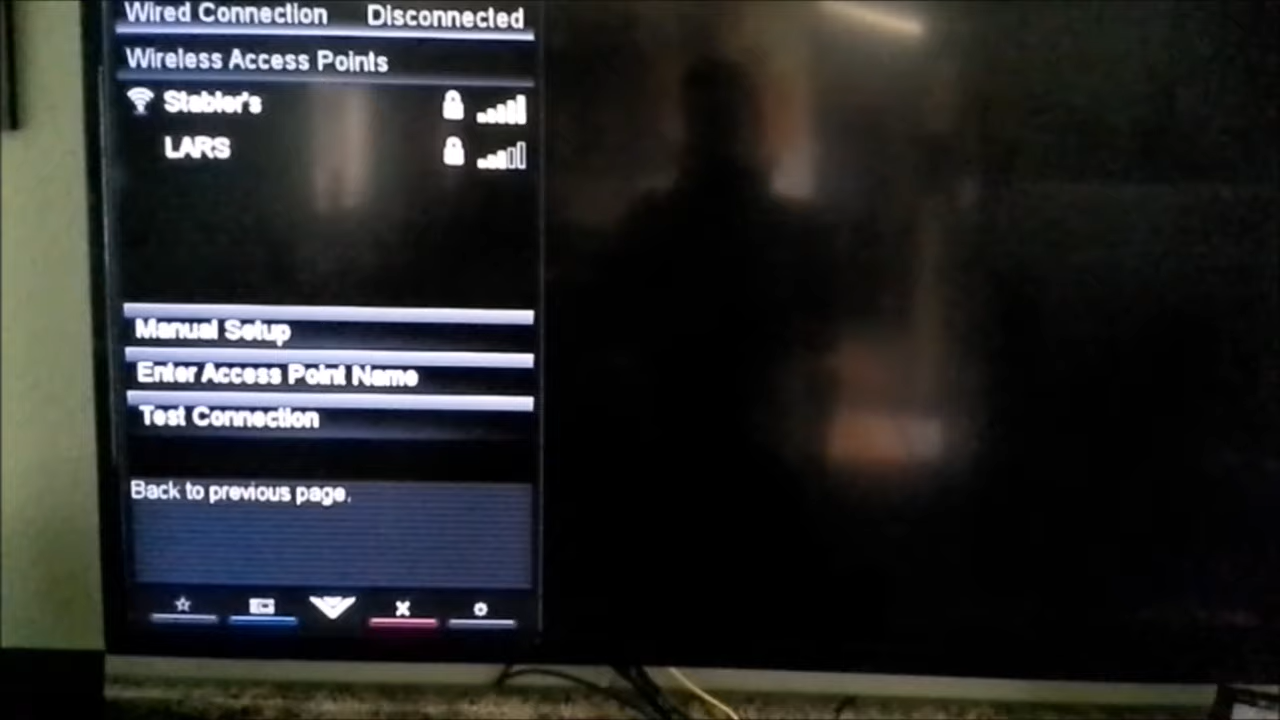 Wired Connection Disconnected
Wireless Access Points
Stabler's
LARS
Manual Setup
Enter Access Point Name
Test Connection
Back to previous page.